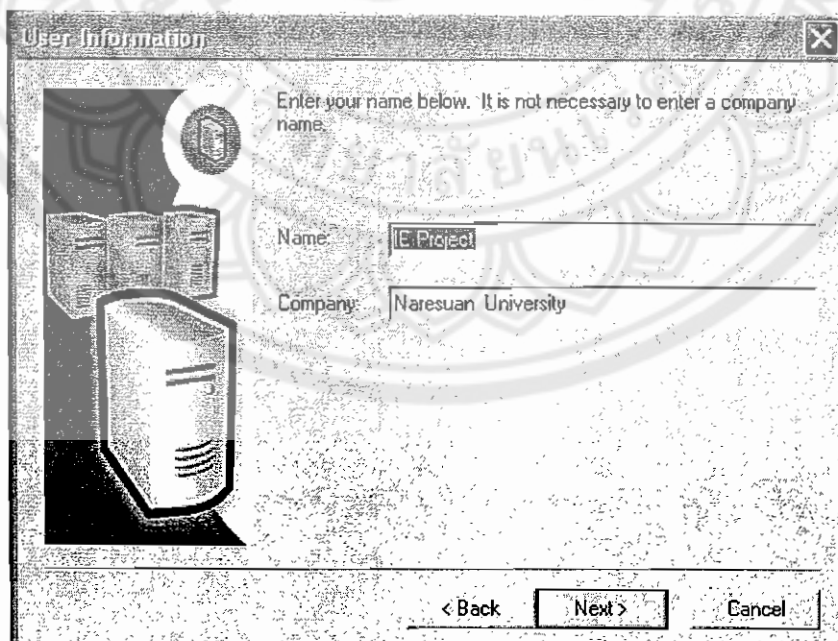 User Information
Enter your name below. It is not necessary to enter a company
name.
Name: IE Project
Company: Naresuan University
< Back Next > Cancel